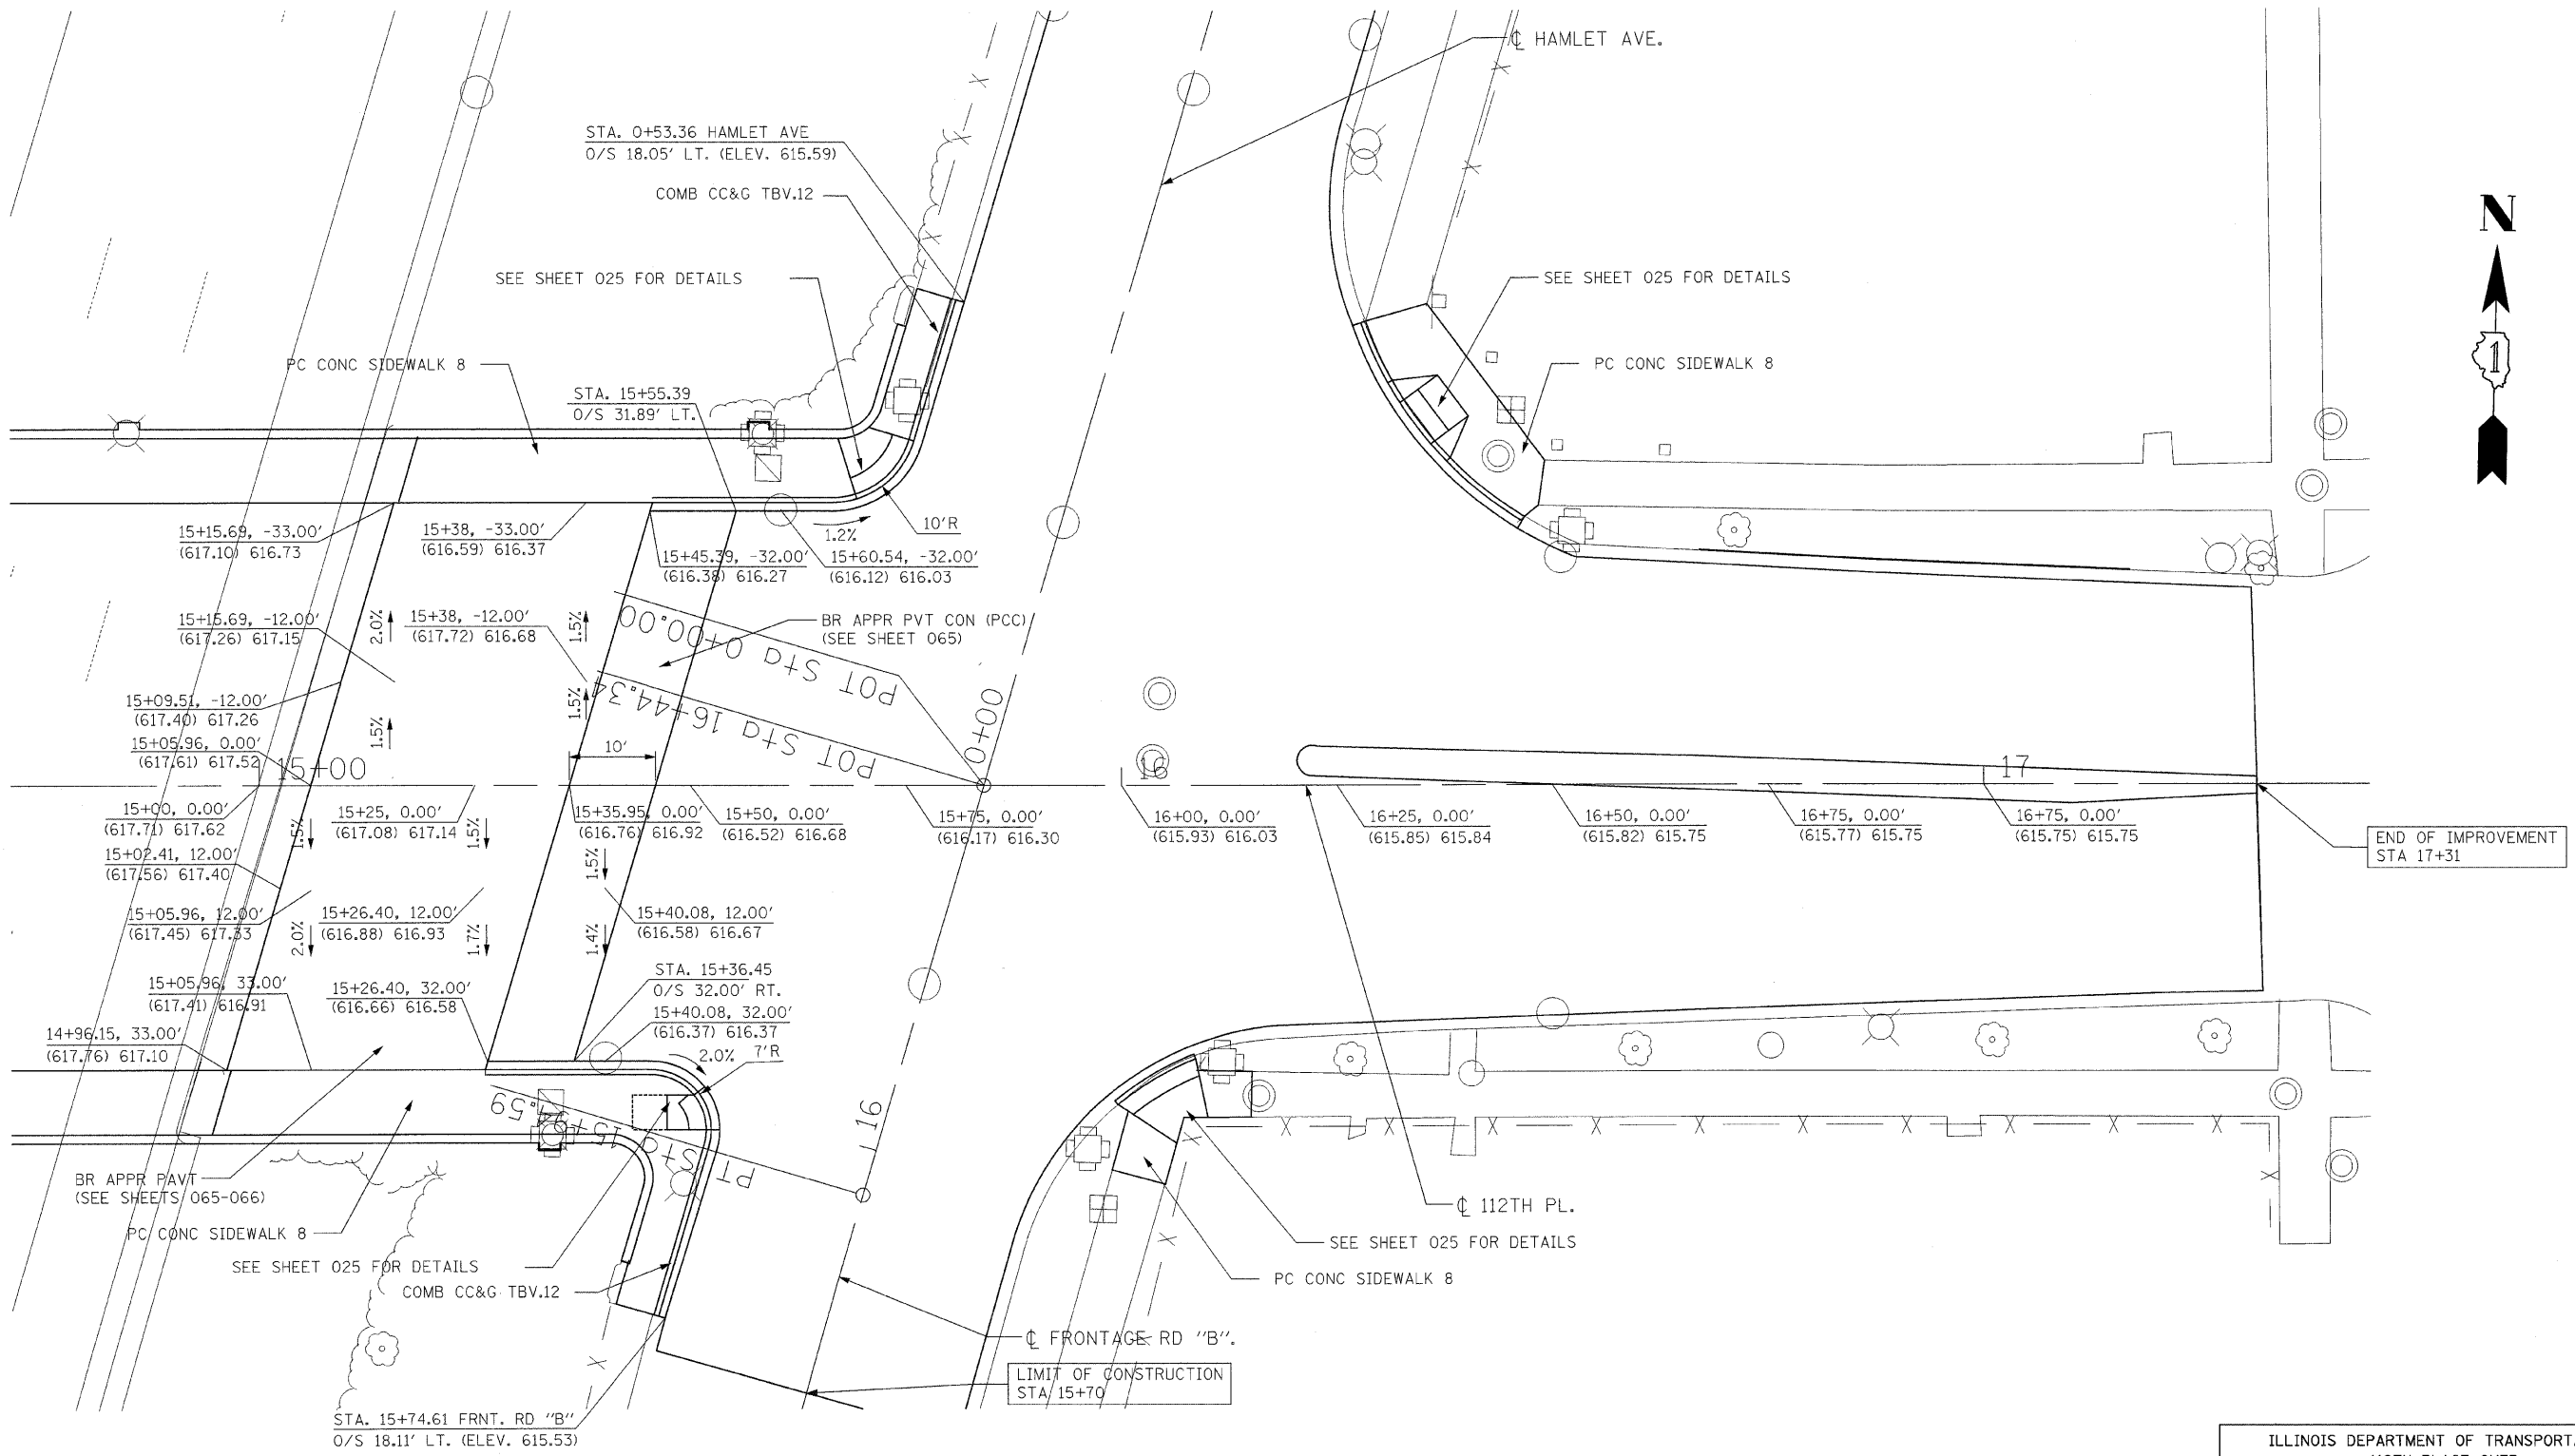 ℄ HAMLET AVE.
STA. 0+53.36 HAMLET AVE
O/S 18.05' LT. (ELEV. 615.59)
COMB CC&G TBV.12
N
SEE SHEET 025 FOR DETAILS
SEE SHEET 025 FOR DETAILS
1
PC CONC SIDEWALK 8
PC CONC SIDEWALK 8
STA. 15+55.39
O/S 31.89' LT.
15+15.69, -33.00'
(617.10) 616.73
15+38, -33.00'
(616.59) 616.37
10'R
1.2%
15+45.39, -32.00'
(616.38) 616.27
15+60.54, -32.00'
(616.12) 616.03
15+15.69, -12.00'
(617.26) 617.15
2.0%
15+38, -12.00'
(617.72) 616.68
1.5%
BR APPR PVT CON (PCC)
(SEE SHEET 065)
POT Sta 0+00.00
POT Sta 16+44.34
0+00
15+09.51, -12.00'
(617.40) 617.26
1.5%
1.5%
15+05.96, 0.00'
(617.61) 617.52
10'
15+00
16
17
15+00, 0.00'
(617.71) 617.62
15+25, 0.00'
(617.08) 617.14
15+35.95, 0.00'
(616.76) 616.92
15+50, 0.00'
(616.52) 616.68
15+75, 0.00'
(616.17) 616.30
16+00, 0.00'
(615.93) 616.03
16+25, 0.00'
(615.85) 615.84
16+50, 0.00'
(615.82) 615.75
16+75, 0.00'
(615.77) 615.75
16+75, 0.00'
(615.75) 615.75
END OF IMPROVEMENT
STA 17+31
1.5%
1.5%
1.5%
15+02.41, 12.00'
(617.56) 617.40
15+05.96, 12.00'
(617.45) 617.33
15+26.40, 12.00'
(616.88) 616.93
15+40.08, 12.00'
(616.58) 616.67
2.0%
1.7%
1.4%
STA. 15+36.45
O/S 32.00' RT.
15+05.96, 33.00'
(617.41) 616.91
15+26.40, 32.00'
(616.66) 616.58
15+40.08, 32.00'
(616.37) 616.37
14+96.15, 33.00'
(617.76) 617.10
2.0%
7'R
16
BR APPR PAVT
(SEE SHEETS 065-066)
℄ 112TH PL.
PC CONC SIDEWALK 8
SEE SHEET 025 FOR DETAILS
SEE SHEET 025 FOR DETAILS
PC CONC SIDEWALK 8
COMB CC&G TBV.12
℄ FRONTAGE RD "B".
LIMIT OF CONSTRUCTION
STA 15+70
STA. 15+74.61 FRNT. RD "B"
O/S 18.11' LT. (ELEV. 615.53)
ILLINOIS DEPARTMENT OF